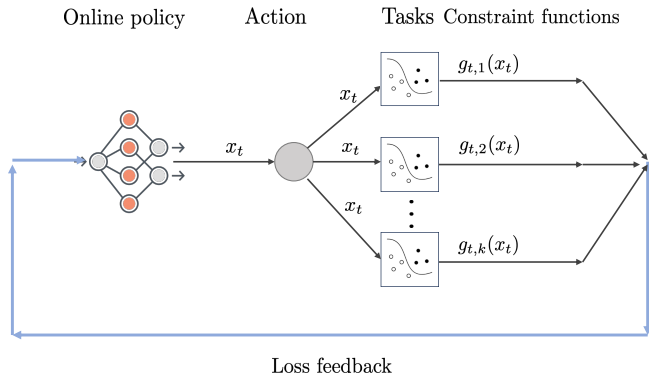 Online policy
Action
Tasks
Constraint functions
x_t
x_t
x_t
x_t
g_{t,1}(x_t)
g_{t,2}(x_t)
g_{t,k}(x_t)
Loss feedback